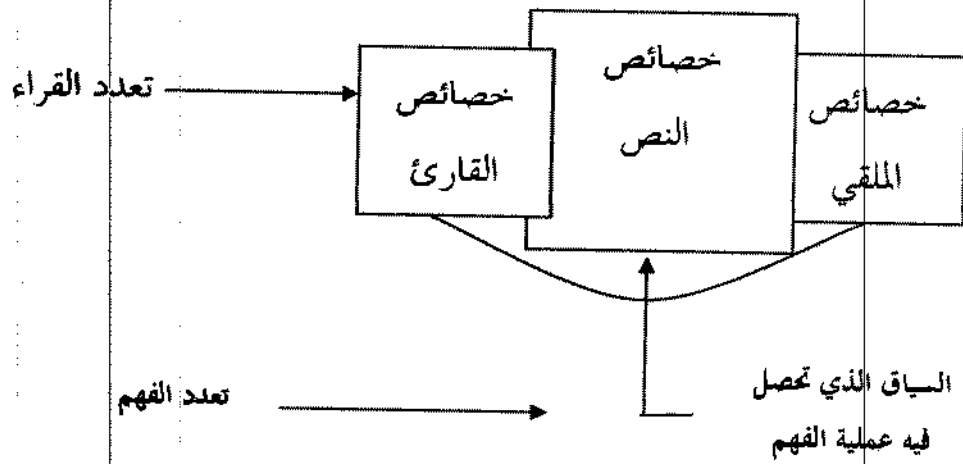 خصائص
الملقي
خصائص
النص
خصائص
القارئ
تعدد القراء
السياق الذي تحصل
فيه عملية الفهم
تعدد الفهم